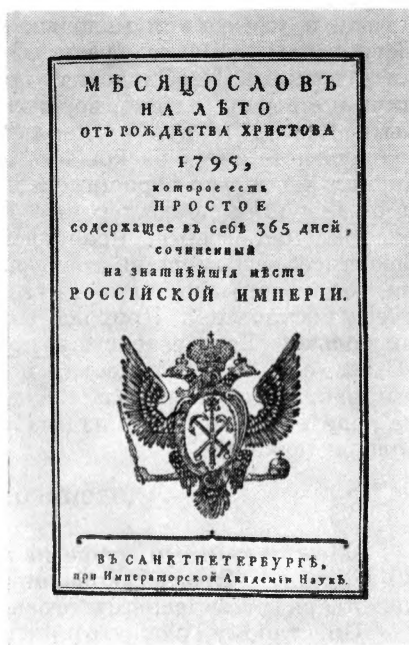 МѢСЯЦОСЛОВЪ
НА ЛѢТО
ОТЪ РОЖДЕСТВА ХРИСТОВА
1795,
которое есть
ПРОСТОЕ
содержащее въ себѣ 365 дней,
сочиненный
на знатнѣйшія мѣста
РОССІЙСКОЙ ИМПЕРІИ.
ВЪ САНКТПЕТЕРБУРГѢ,
при Императорской Академіи Наукѣ.